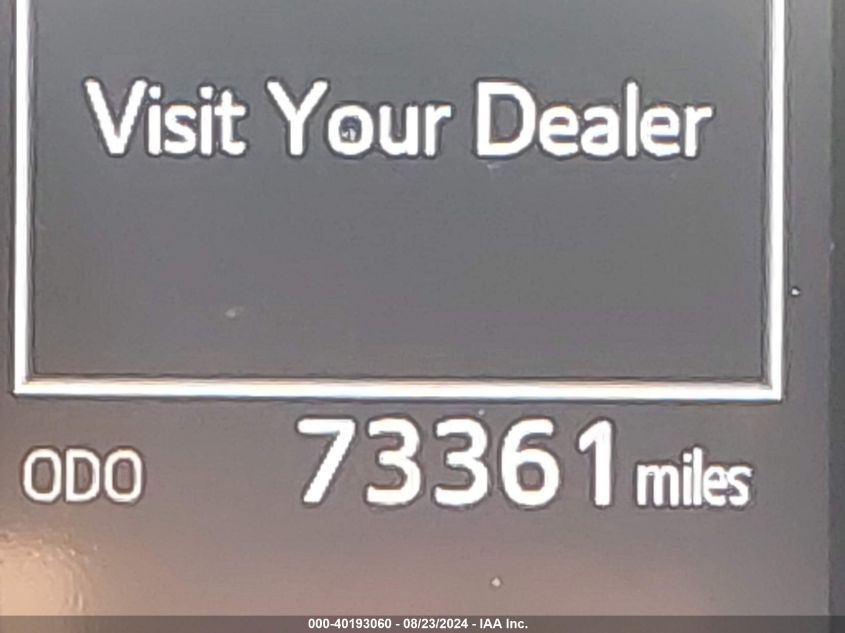 Visit Your Dealer
ODO 73361 miles
000-40193060 - 08/23/2024 - IAA Inc.